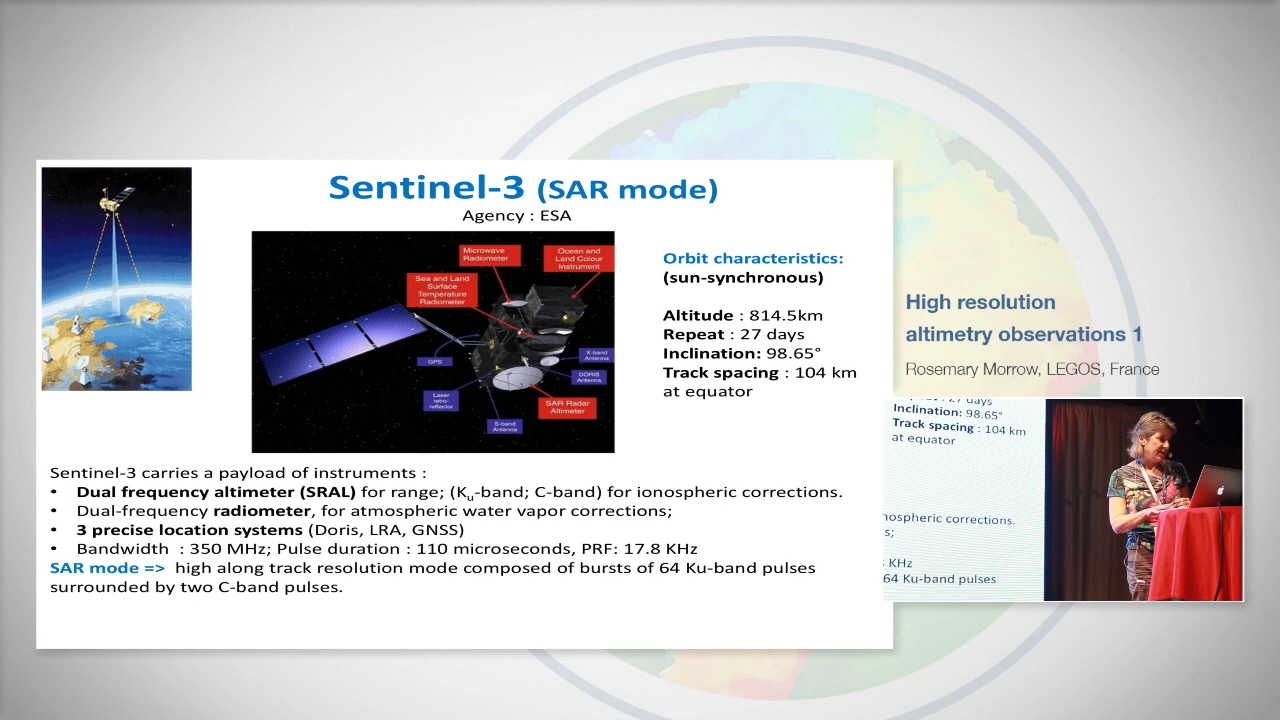 Sentinel-3 (SAR mode)
Agency : ESA
Microwave
Radiometer
Ocean and
Land Colour
Instrument
Sea and Land
Surface
Temperature
Radiometer
GPS
X-band
Antenna
DORIS
Antenna
Laser
retro-
reflector
SAR Radar
Altimeter
S-band
Antenna
Orbit characteristics:
(sun-synchronous)
Altitude : 814.5km
Repeat : 27 days
Inclination: 98.65°
Track spacing : 104 km
at equator
Sentinel-3 carries a payload of instruments :
• Dual frequency altimeter (SRAL) for range; (Ku-band; C-band) for ionospheric corrections.
• Dual-frequency radiometer, for atmospheric water vapor corrections;
• 3 precise location systems (Doris, LRA, GNSS)
• Bandwidth : 350 MHz; Pulse duration : 110 microseconds, PRF: 17.8 KHz
SAR mode => high along track resolution mode composed of bursts of 64 Ku-band pulses
surrounded by two C-band pulses.
High resolution
altimetry observations 1
Rosemary Morrow, LEGOS, France
: 27 days
Inclination: 98.65°
Track spacing : 104 km
at equator
nospheric corrections.
s;
KHz
64 Ku-band pulses